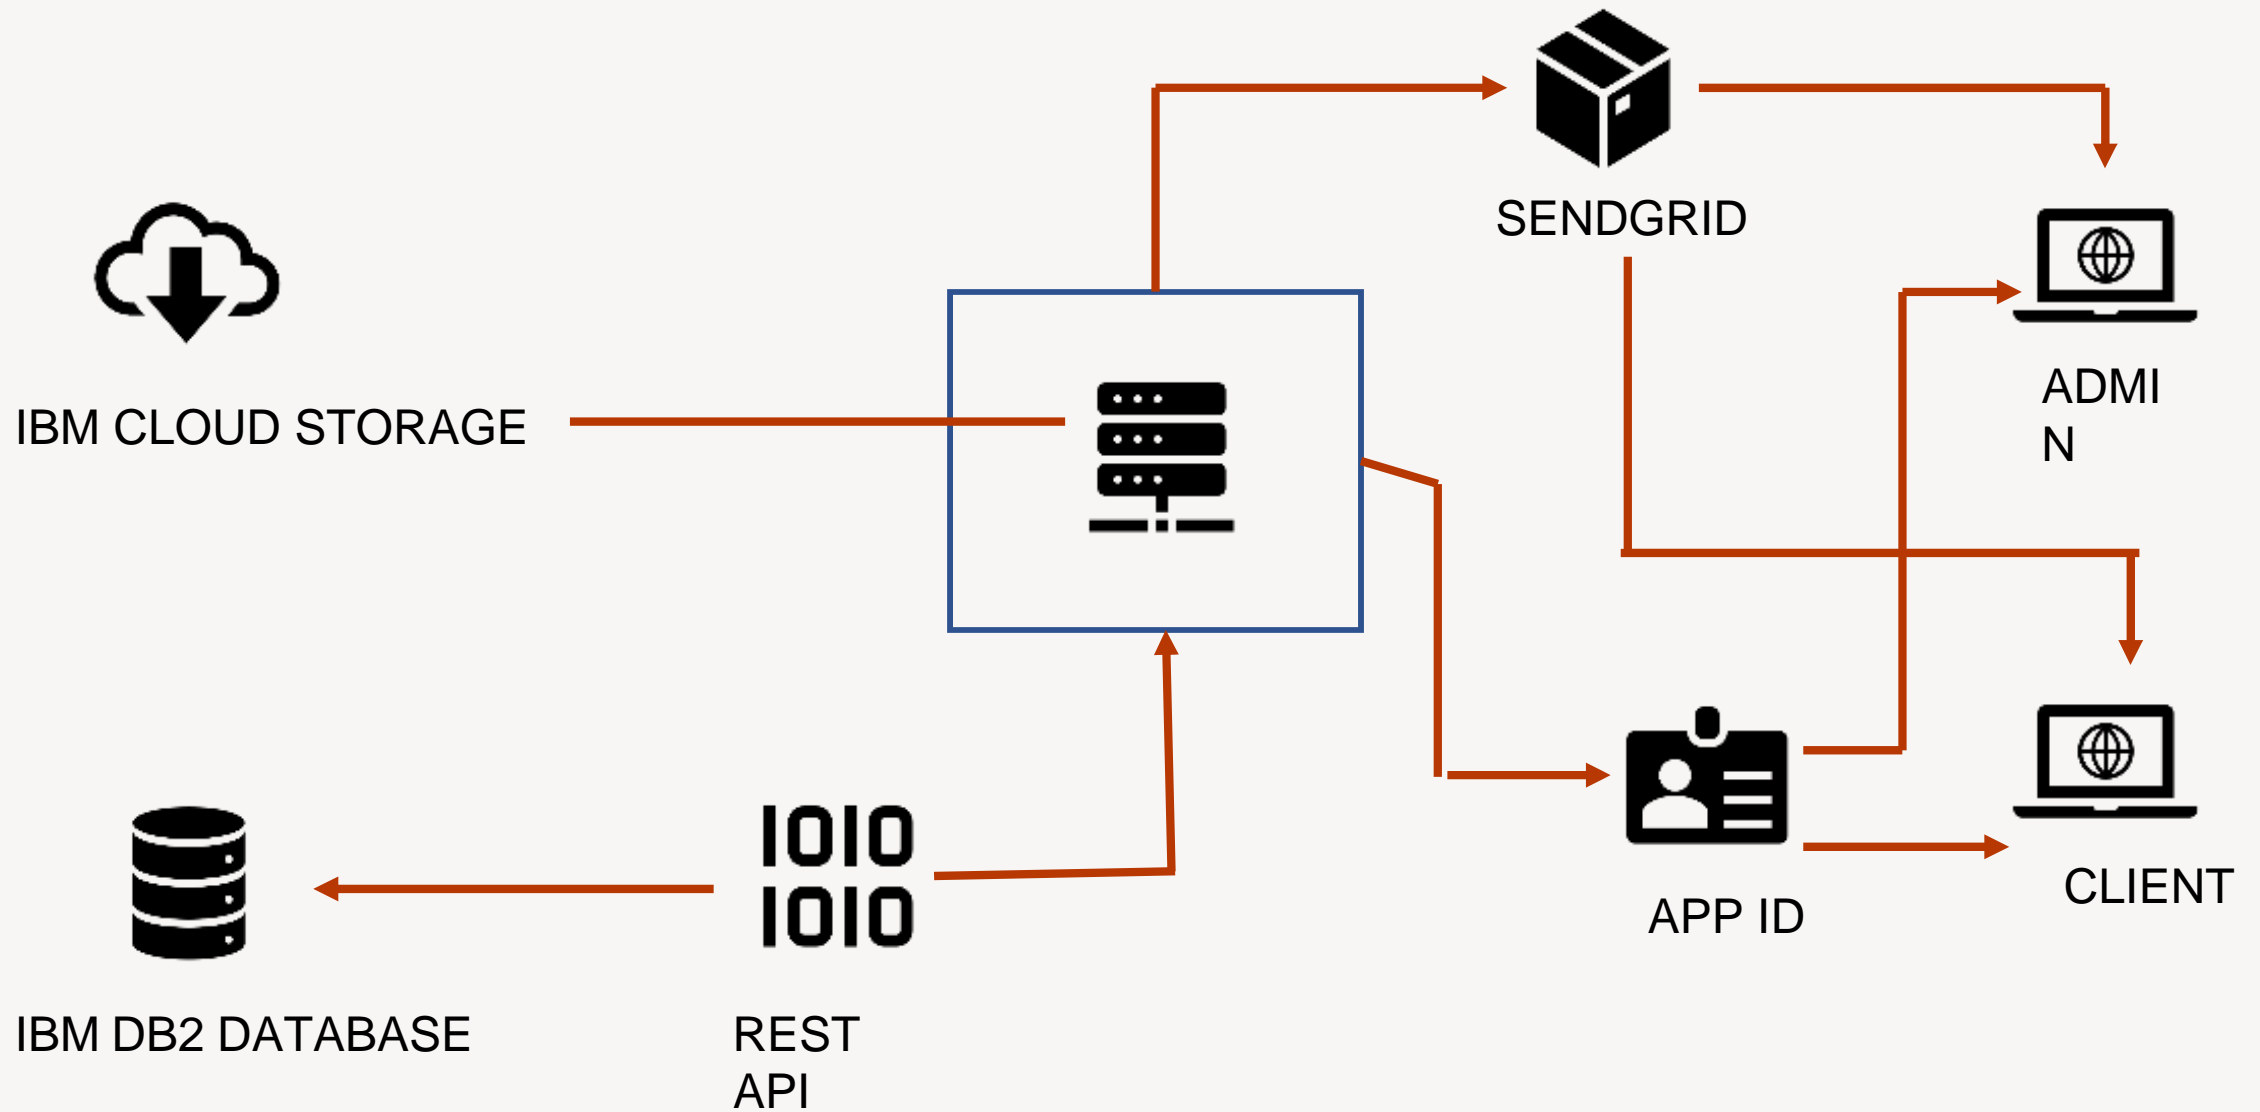 SENDGRID
ADMI
N
IBM CLOUD STORAGE
CLIENT
APP ID
IBM DB2 DATABASE
REST
API